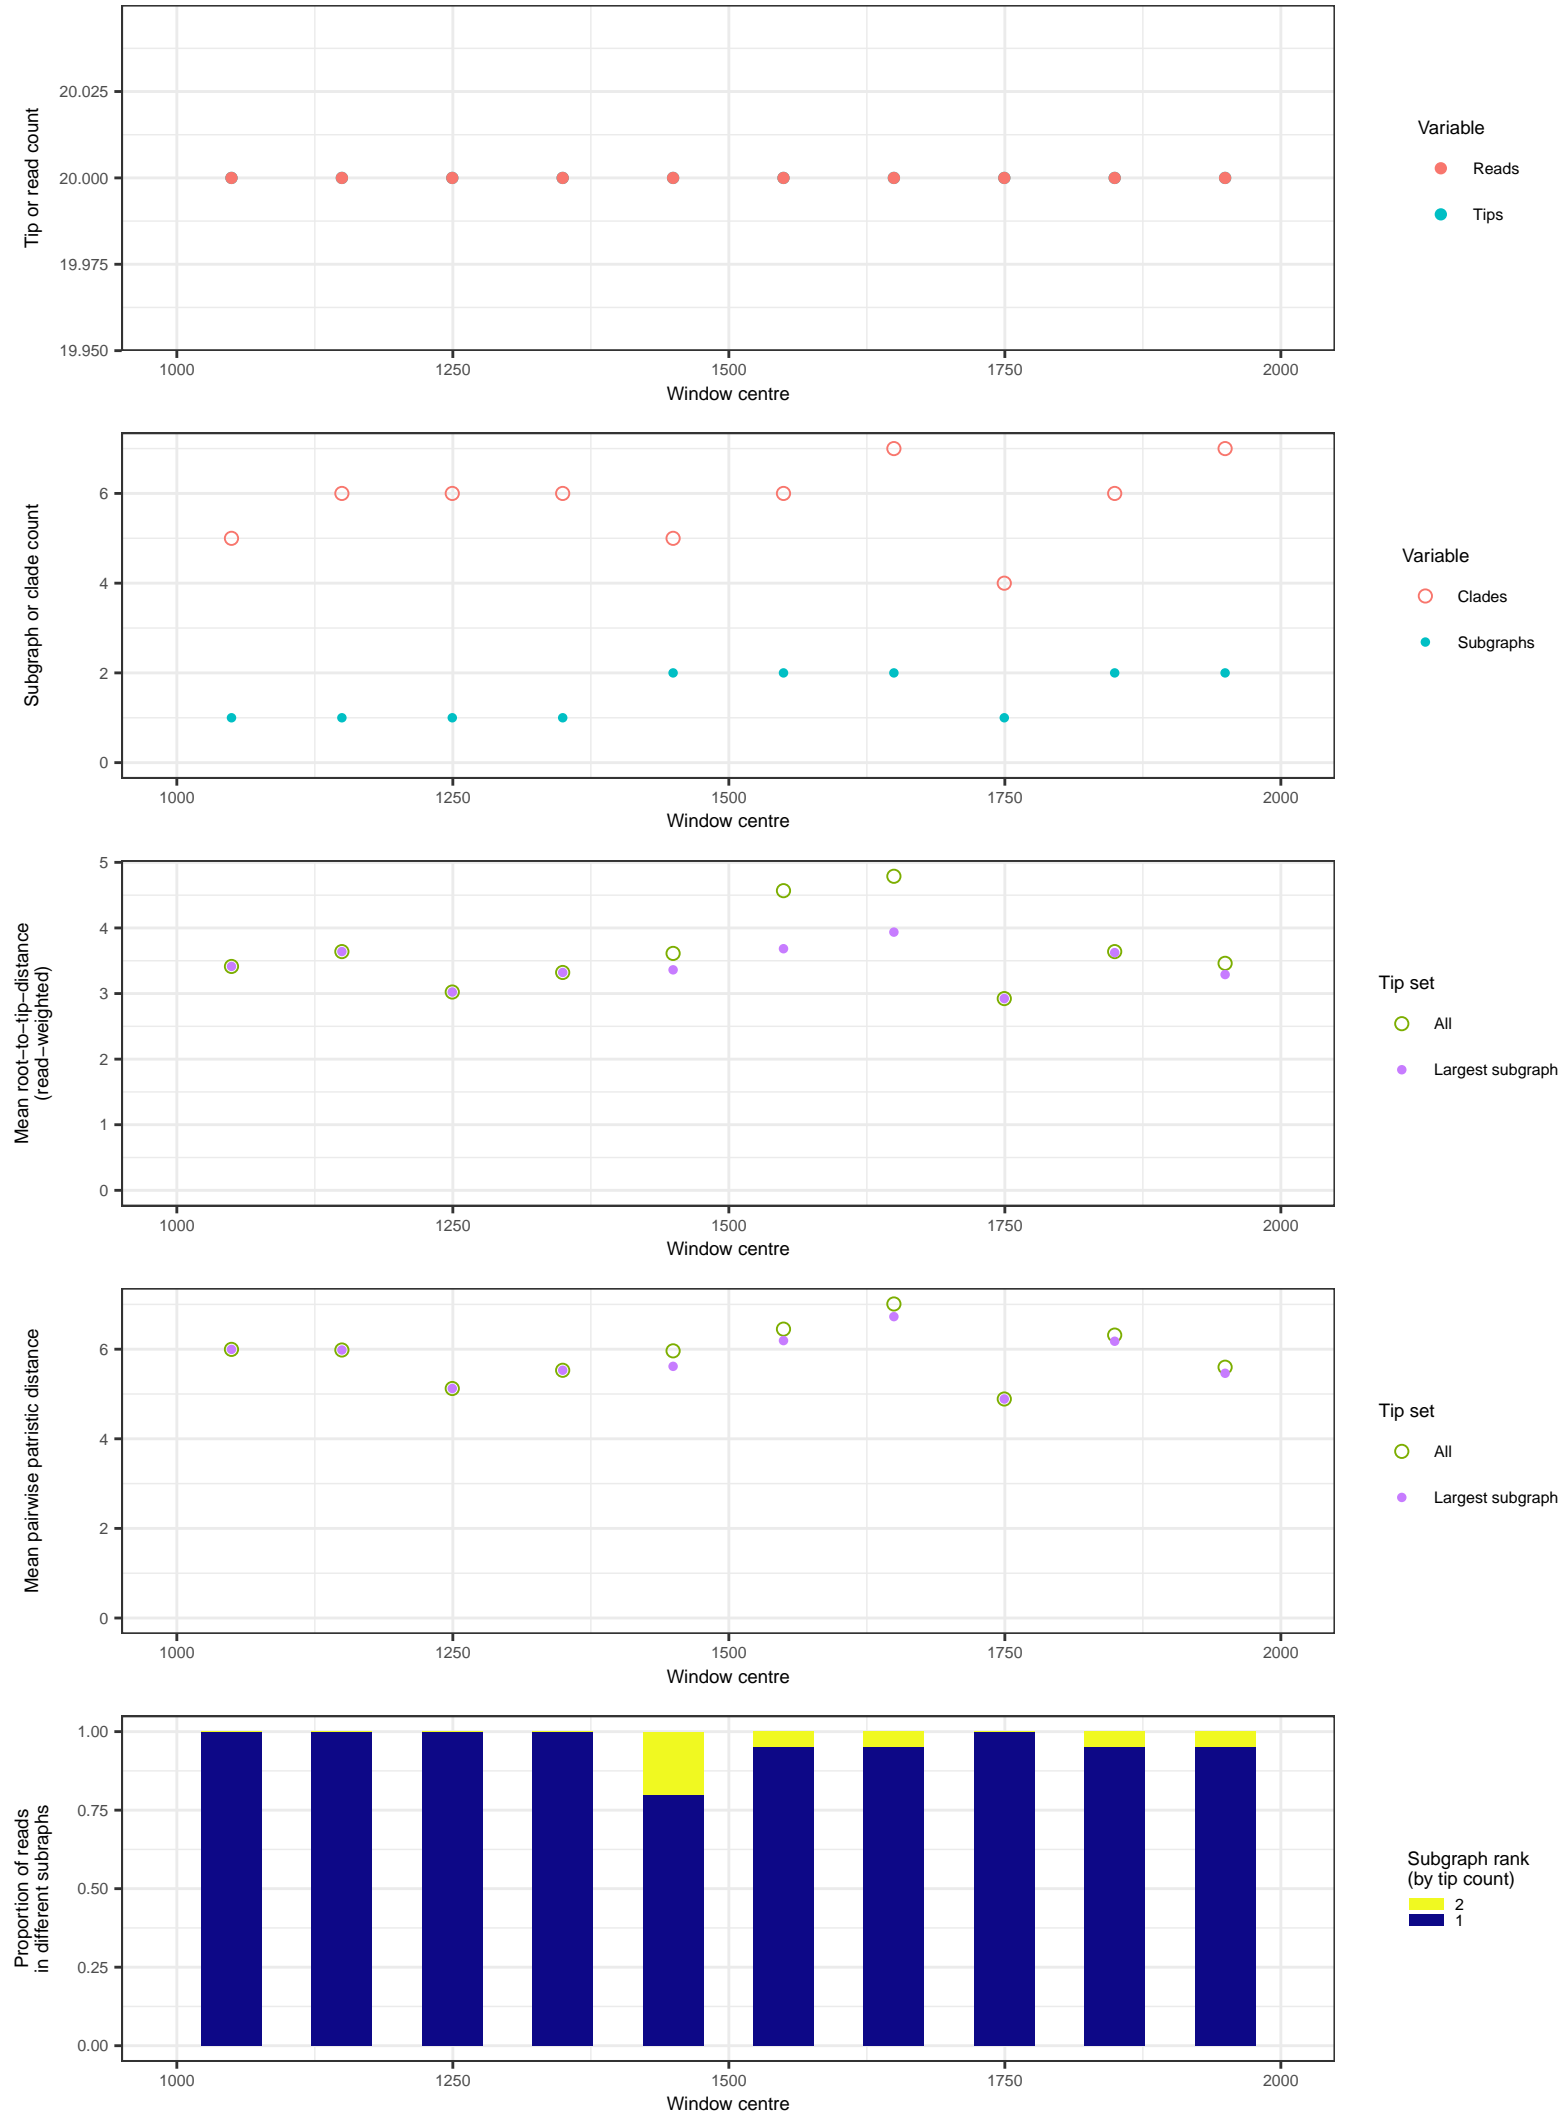 Tip or read count
20.025
20.000
19.975
19.950
1000 1250 1500 1750 2000
Window centre
Variable
Reads
Tips
Subgraph or clade count
6
4
2
0
1000 1250 1500 1750 2000
Window centre
Variable
Clades
Subgraphs
Mean root−to−tip−distance
(read−weighted)
5
4
3
2
1
0
1000 1250 1500 1750 2000
Window centre
Tip set
All
Largest subgraph
Mean pairwise patristic distance
6
4
2
0
1000 1250 1500 1750 2000
Window centre
Tip set
All
Largest subgraph
Proportion of reads
in different subraphs
1.00
0.75
0.50
0.25
0.00
1000 1250 1500 1750 2000
Window centre
Subgraph rank
(by tip count)
2
1